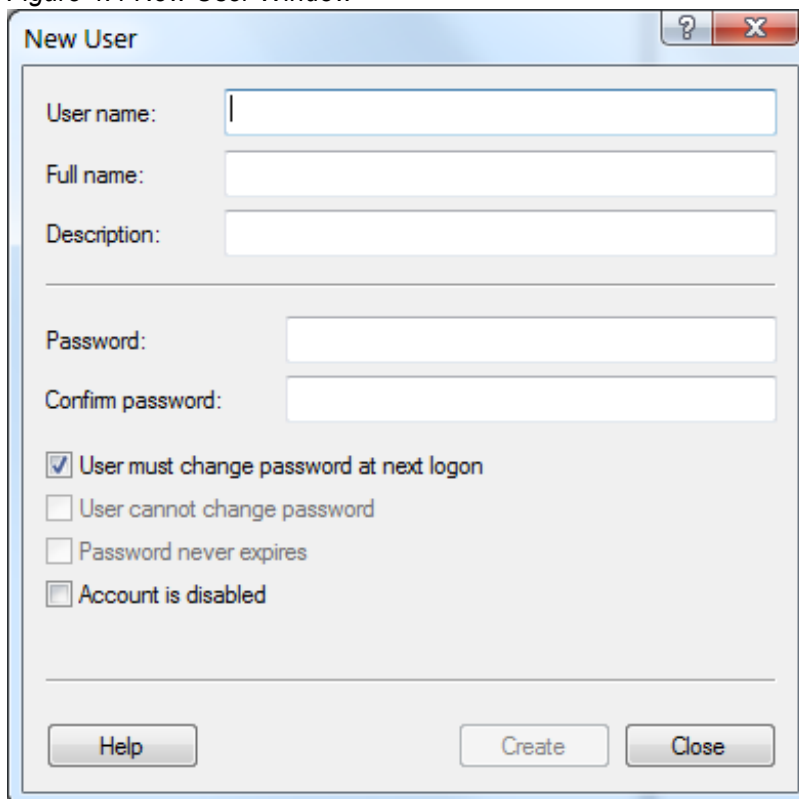 New User
User name:
Full name:
Description:
Password:
Confirm password:
User must change password at next logon
User cannot change password
Password never expires
Account is disabled
Help Create Close